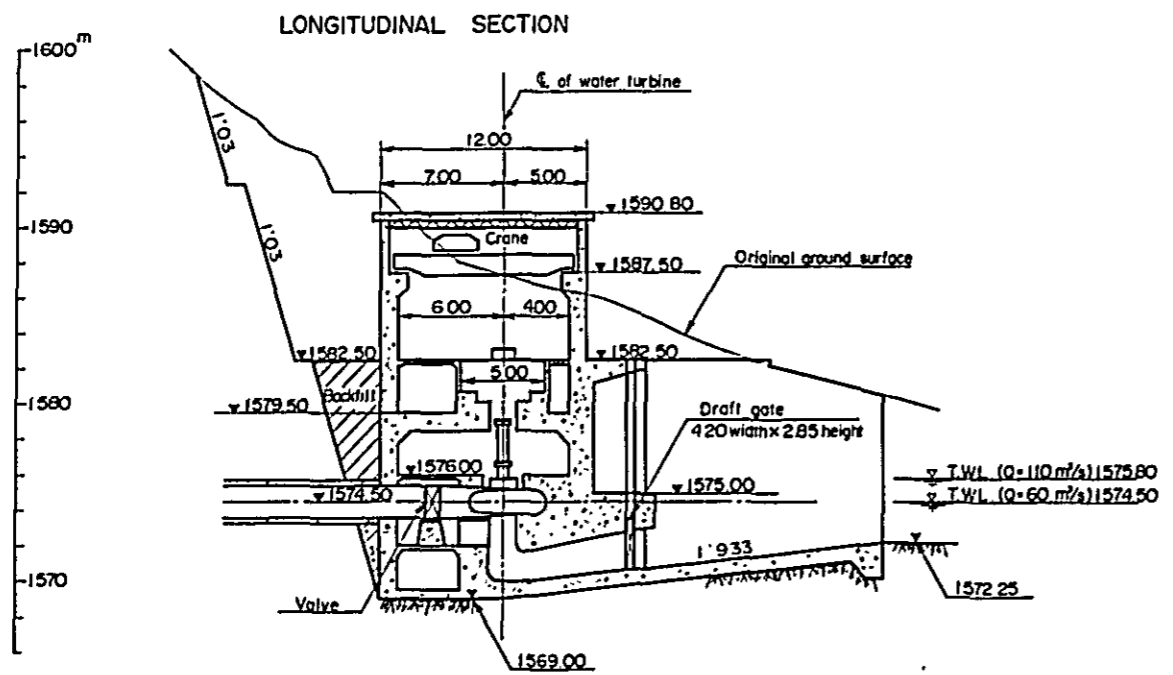 LONGITUDINAL SECTION
1600m
℄ of water turbine
1:0.3
12.00
7.00
5.00
1590.80
1590
Crane
1:0.3
Original ground surface
1587.50
6.00
4.00
1582.50
1582.50
5.00
Backfill
1580
1579.50
Draft gate
4.20 width × 2.85 height
1576.00
T.W.L. (Q=110 m³/s) 1575.80
1574.50
1575.00
T.W.L. (Q=60 m³/s) 1574.50
1:9.33
1570
1572.25
Valve
1569.00